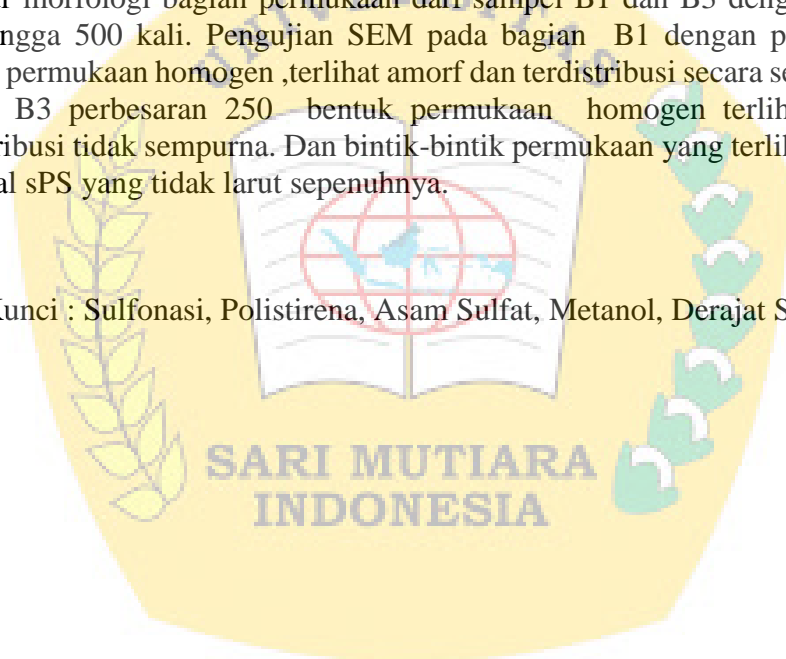 morfologi bagian permukaan dari sampel B1 dan B3 deng
ngga 500 kali. Pengujian SEM pada bagian B1 dengan p
permukaan homogen ,terlihat amorf dan terdistribusi secara se
B3 perbesaran 250 bentuk permukaan homogen terlih
ribusi tidak sempurna. Dan bintik-bintik permukaan yang terlih
al sPS yang tidak larut sepenuhnya.
Kunci : Sulfonasi, Polistirena, Asam Sulfat, Metanol, Derajat S
UNIVERSITAS
SARI MUTIARA
INDONESIA